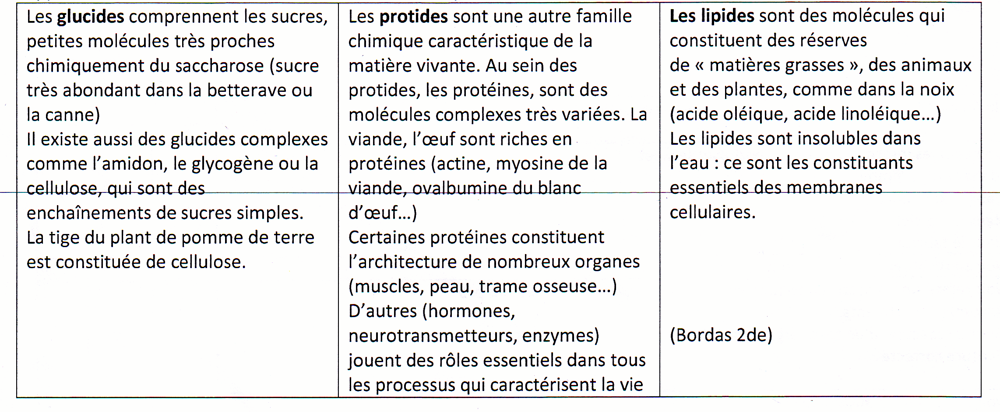 Les glucides comprennent les sucres,
petites molécules très proches
chimiquement du saccharose (sucre
très abondant dans la betterave ou
la canne)
Il existe aussi des glucides complexes
comme l'amidon, le glycogène ou la
cellulose, qui sont des
enchaînements de sucres simples.
La tige du plant de pomme de terre
est constituée de cellulose.
Les protides sont une autre famille
chimique caractéristique de la
matière vivante. Au sein des
protides, les protéines, sont des
molécules complexes très variées. La
viande, l'œuf sont riches en
protéines (actine, myosine de la
viande, ovalbumine du blanc
d'œuf...)
Certaines protéines constituent
l'architecture de nombreux organes
(muscles, peau, trame osseuse...)
D'autres (hormones,
neurotransmetteurs, enzymes)
jouent des rôles essentiels dans tous
les processus qui caractérisent la vie
Les lipides sont des molécules qui
constituent des réserves
de « matières grasses », des animaux
et des plantes, comme dans la noix
(acide oléique, acide linoléique...)
Les lipides sont insolubles dans
l'eau : ce sont les constituants
essentiels des membranes
cellulaires.
(Bordas 2de)